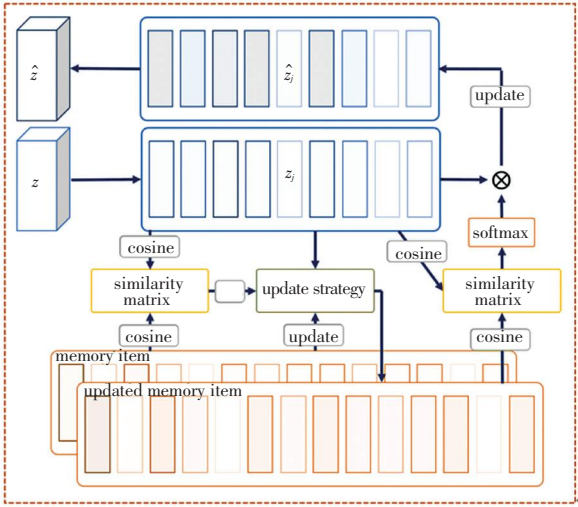 ẑ
ẑj
update
z
zj
softmax
cosine
cosine
similarity
matrix
update strategy
similarity
matrix
cosine
update
cosine
memory item
updated memory item